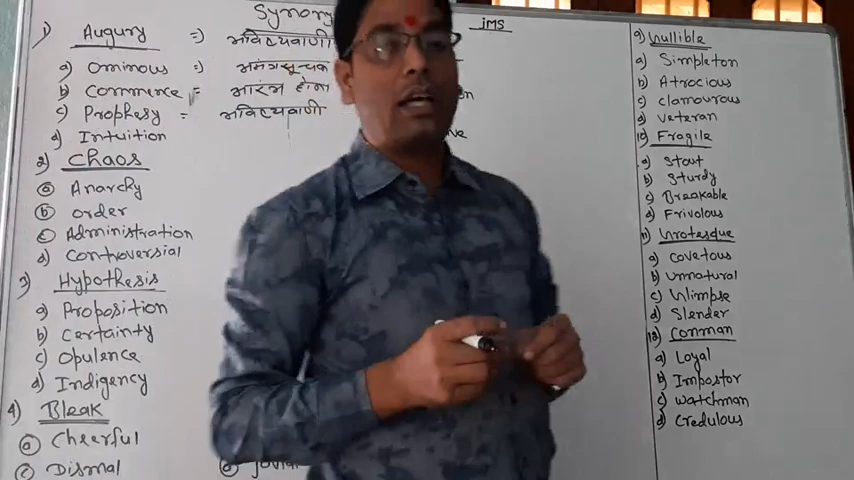 Synony
iMS
1) Augury =) भविष्यवाणी
a) ominous =) अमंगलसूचक
b) commence = आरंभ होना
c) Prophesy = भविष्यवाणी
d) Intuition
2) Chaos
a) Anarchy
b) order
c) Administration
d) controversial
3) Hypothesis
a) Proposition
b) Certainty
c) Opulence
d) Indigency
4) Bleak
a) Cheerful
c) Dismal
9) Gullible
a) Simpleton
b) Atrocious
c) clamourous
d) veteran
10) Fragile
a) Stout
b) Sturdy
c) Breakable
d) Frivolous
11) Grotesque
a) Covetous
b) unnatural
c) Glimpse
d) Slender
12) Conman
a) Loyal
b) Impostor
c) watchman
d) credulous